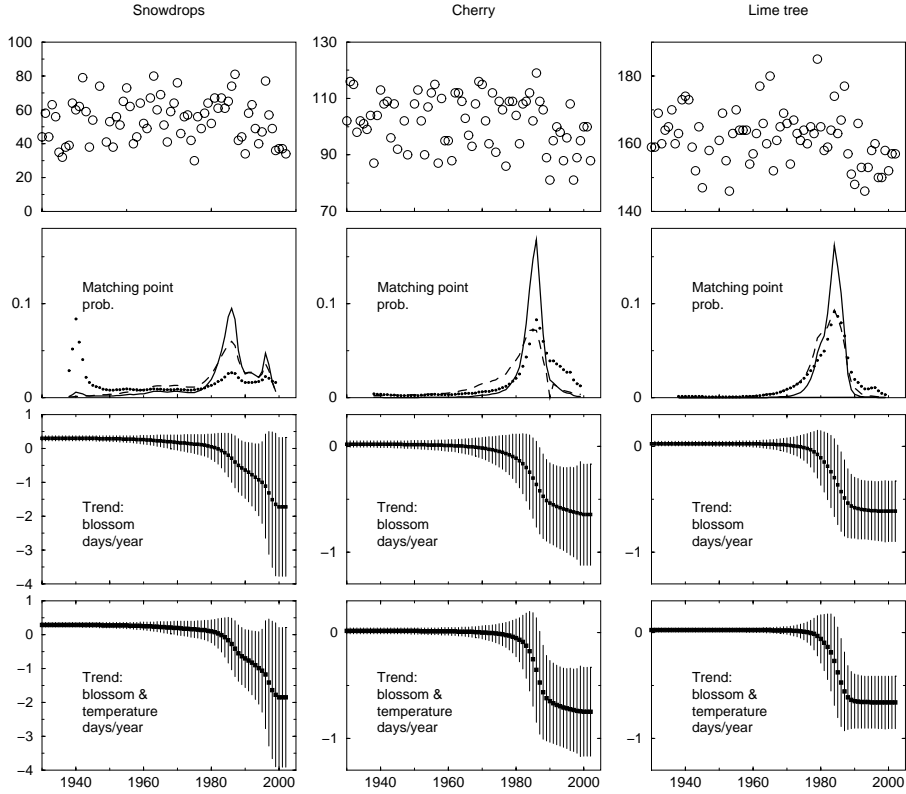 Snowdrops Cherry Lime tree
100 130
80 190
60 110 180
40 90 160
20
0 70 140
Matching point prob. Matching point prob. Matching point prob.
0.1 0.1 0.1
0 0 0
1
0 0 0
−1
−2 Trend: Trend: Trend:
blossom blossom blossom
−3 days/year days/year days/year
−1 −1
−4
1
0 0 0
−1
Trend: Trend: Trend:
−2 blossom & blossom & blossom &
temperature temperature temperature
−3 days/year days/year days/year
−1 −1
−4
1940 1960 1980 2000 1940 1960 1980 2000 1940 1960 1980 2000